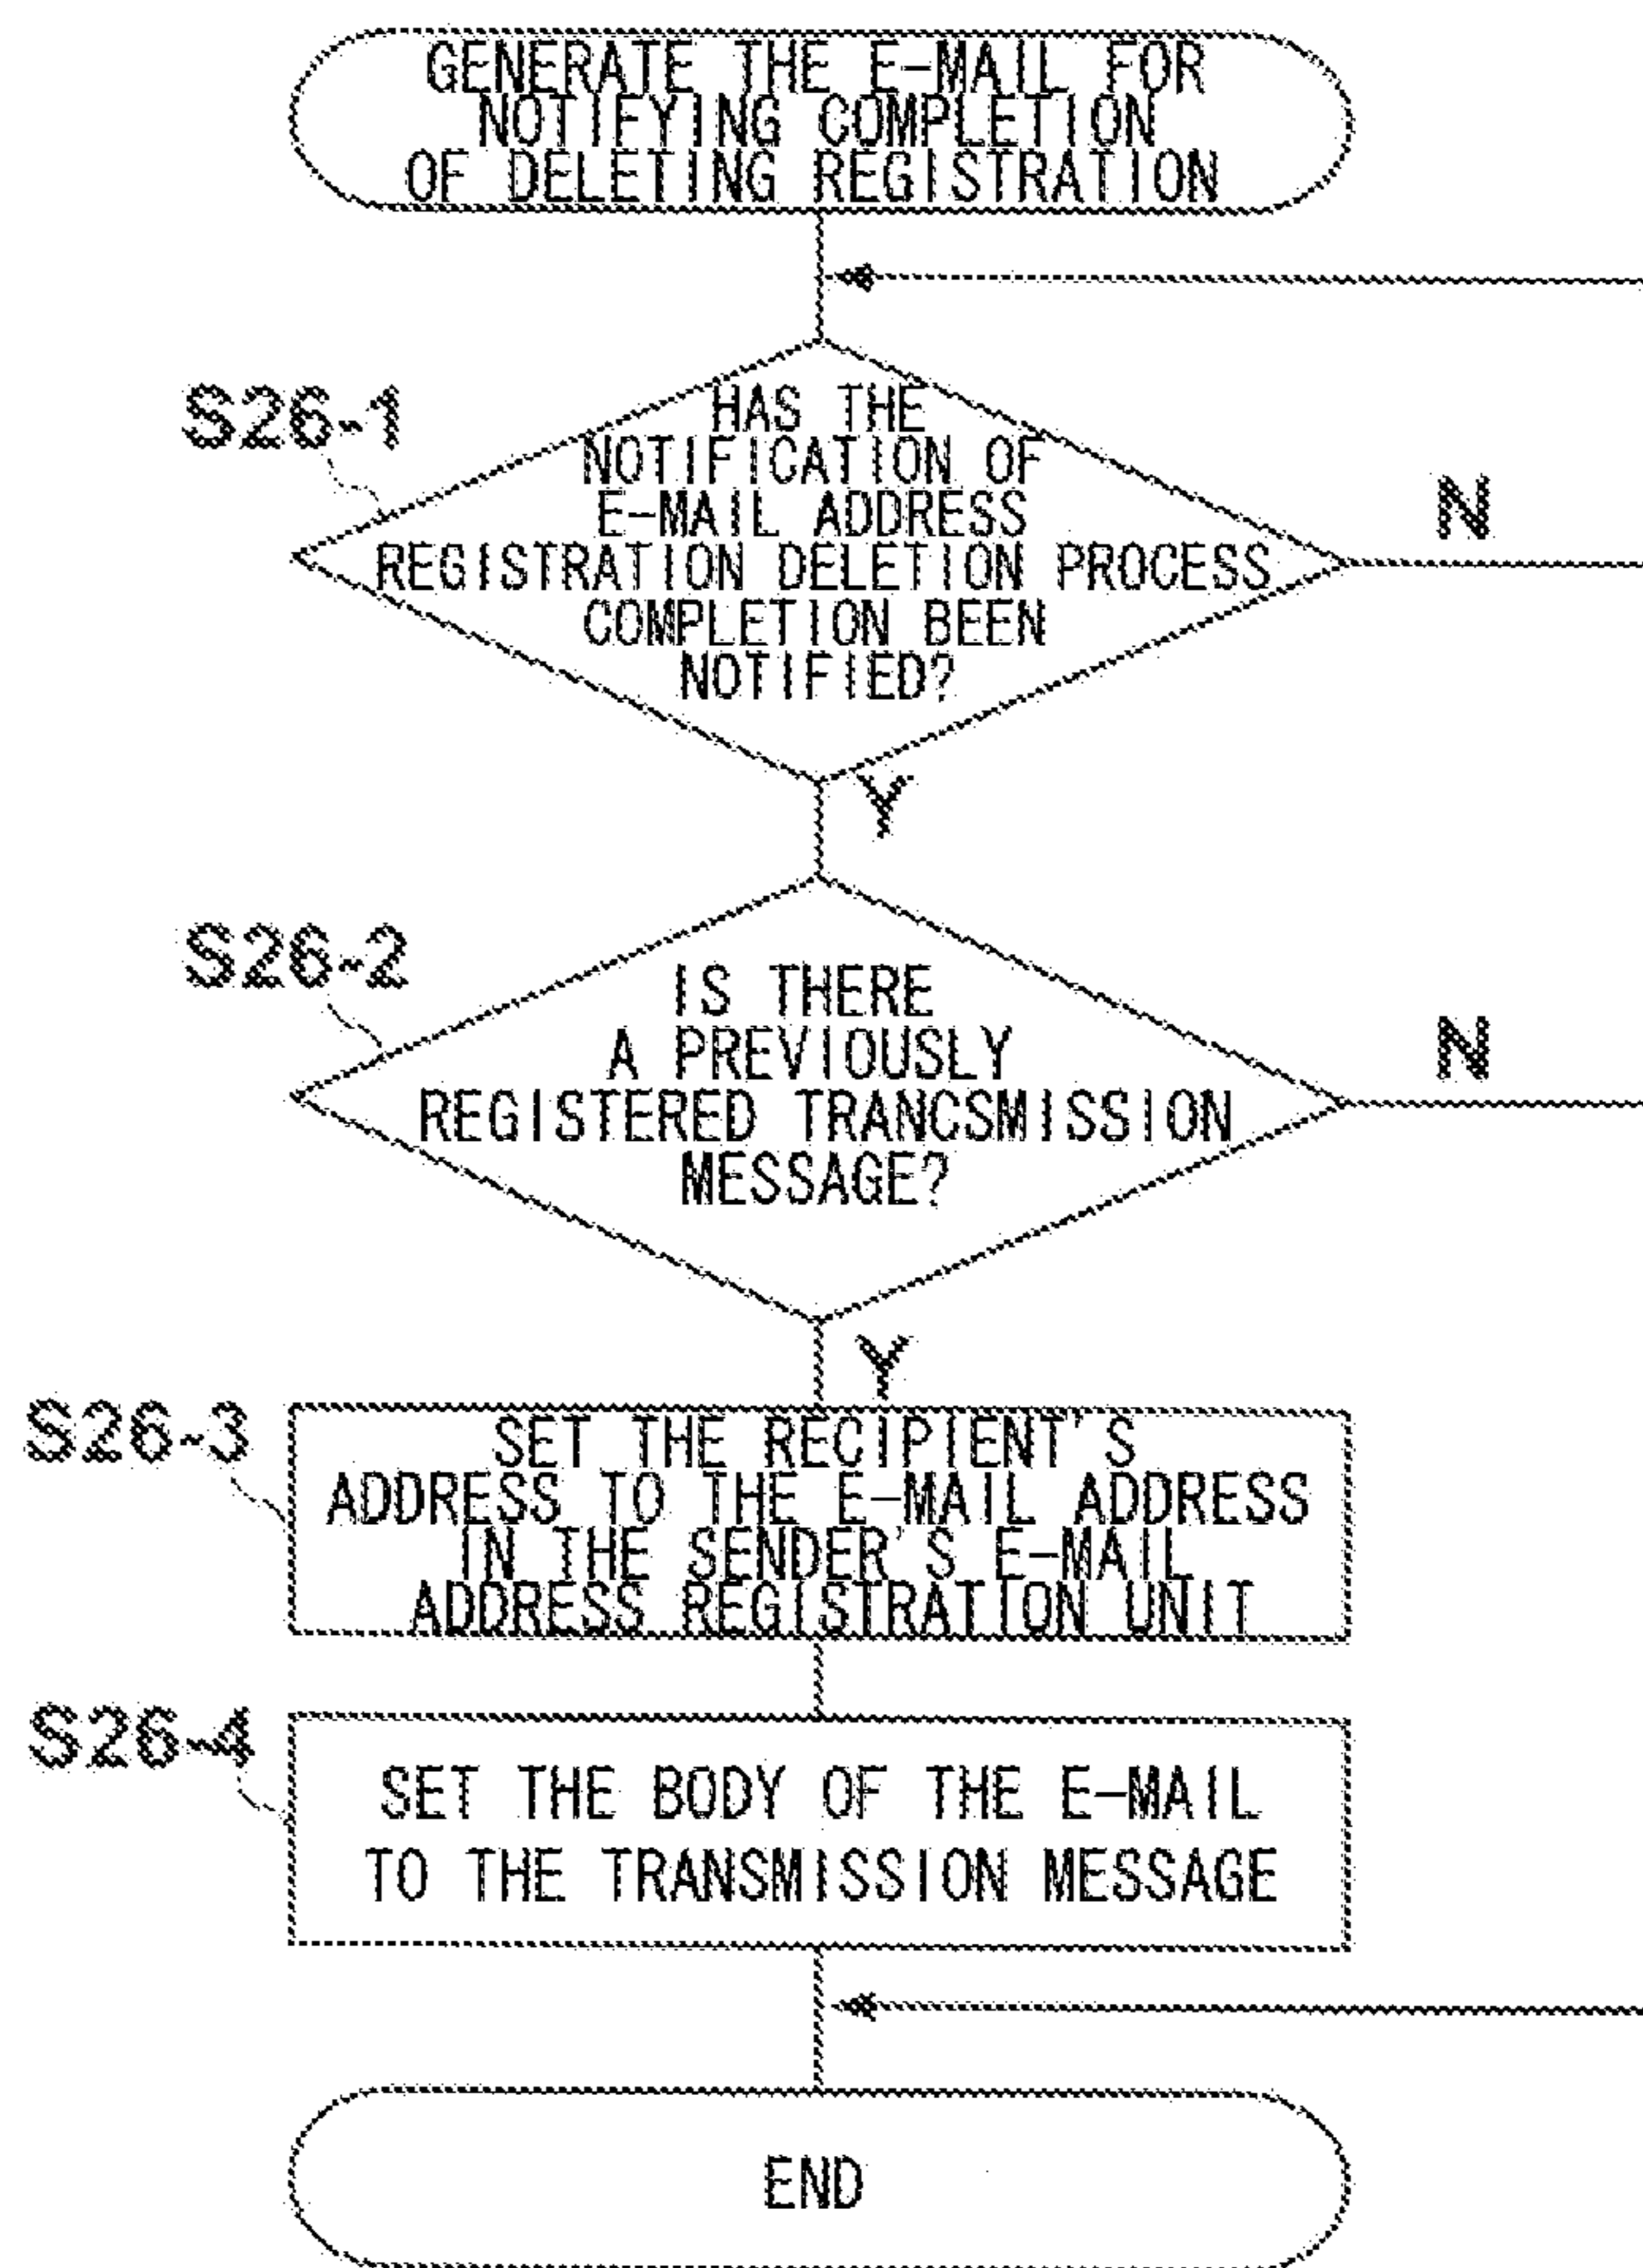 GENERATE THE E-MAIL FOR
NOTIFYING COMPLETION
OF DELETING REGISTRATION
S26-1
HAS THE
NOTIFICATION OF
E-MAIL ADDRESS
REGISTRATION DELETION PROCESS
COMPLETION BEEN
NOTIFIED?
N
Y
S26-2
IS THERE
A PREVIOUSLY
REGISTERED TRANCSMISSION
MESSAGE?
N
Y
S26-3
SET THE RECIPIENT'S
ADDRESS TO THE E-MAIL ADDRESS
IN THE SENDER'S E-MAIL
ADDRESS REGISTRATION UNIT
S26-4
SET THE BODY OF THE E-MAIL
TO THE TRANSMISSION MESSAGE
END